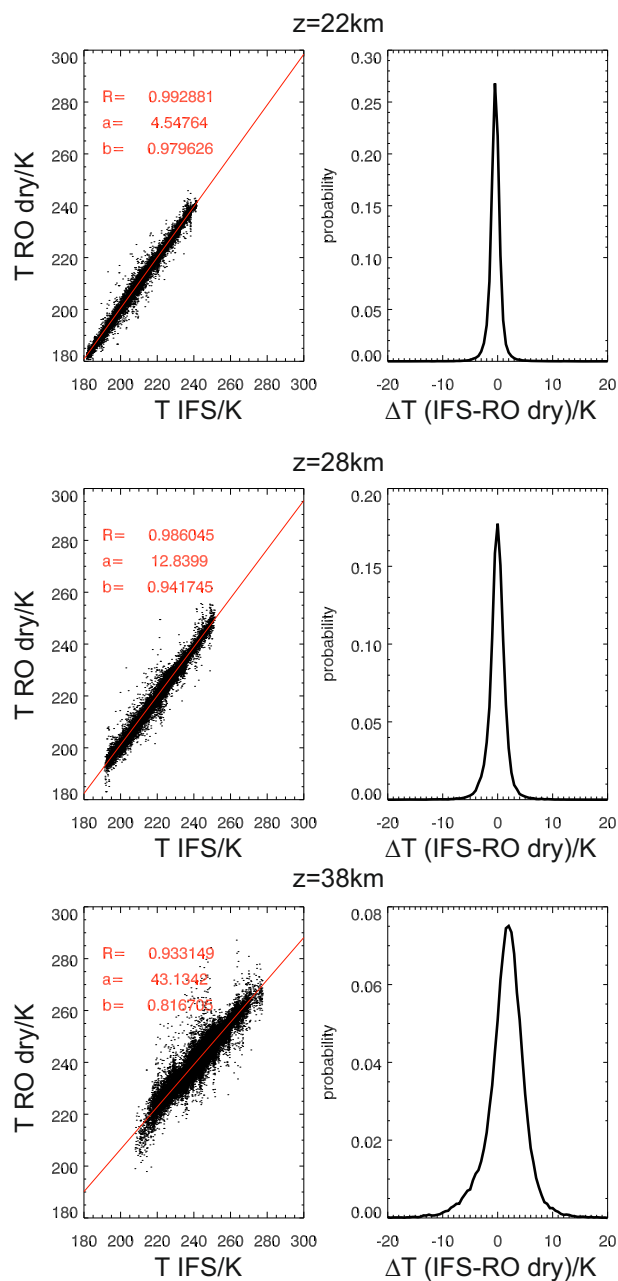 z=22km
300
280
260
240
220
200
180
R= 0.992881
a= 4.54764
b= 0.979626
T RO dry/K
180 200 220 240 260 280 300
T IFS/K
0.30
0.25
0.20
0.15
0.10
0.05
0.00
probability
-20 -10 0 10 20
ΔT (IFS-RO dry)/K
z=28km
300
280
260
240
220
200
180
R= 0.986045
a= 12.8399
b= 0.941745
T RO dry/K
180 200 220 240 260 280 300
T IFS/K
0.20
0.15
0.10
0.05
0.00
probability
-20 -10 0 10 20
ΔT (IFS-RO dry)/K
z=38km
300
280
260
240
220
200
180
R= 0.933149
a= 43.1342
b= 0.816705
T RO dry/K
180 200 220 240 260 280 300
T IFS/K
0.08
0.06
0.04
0.02
0.00
probability
-20 -10 0 10 20
ΔT (IFS-RO dry)/K